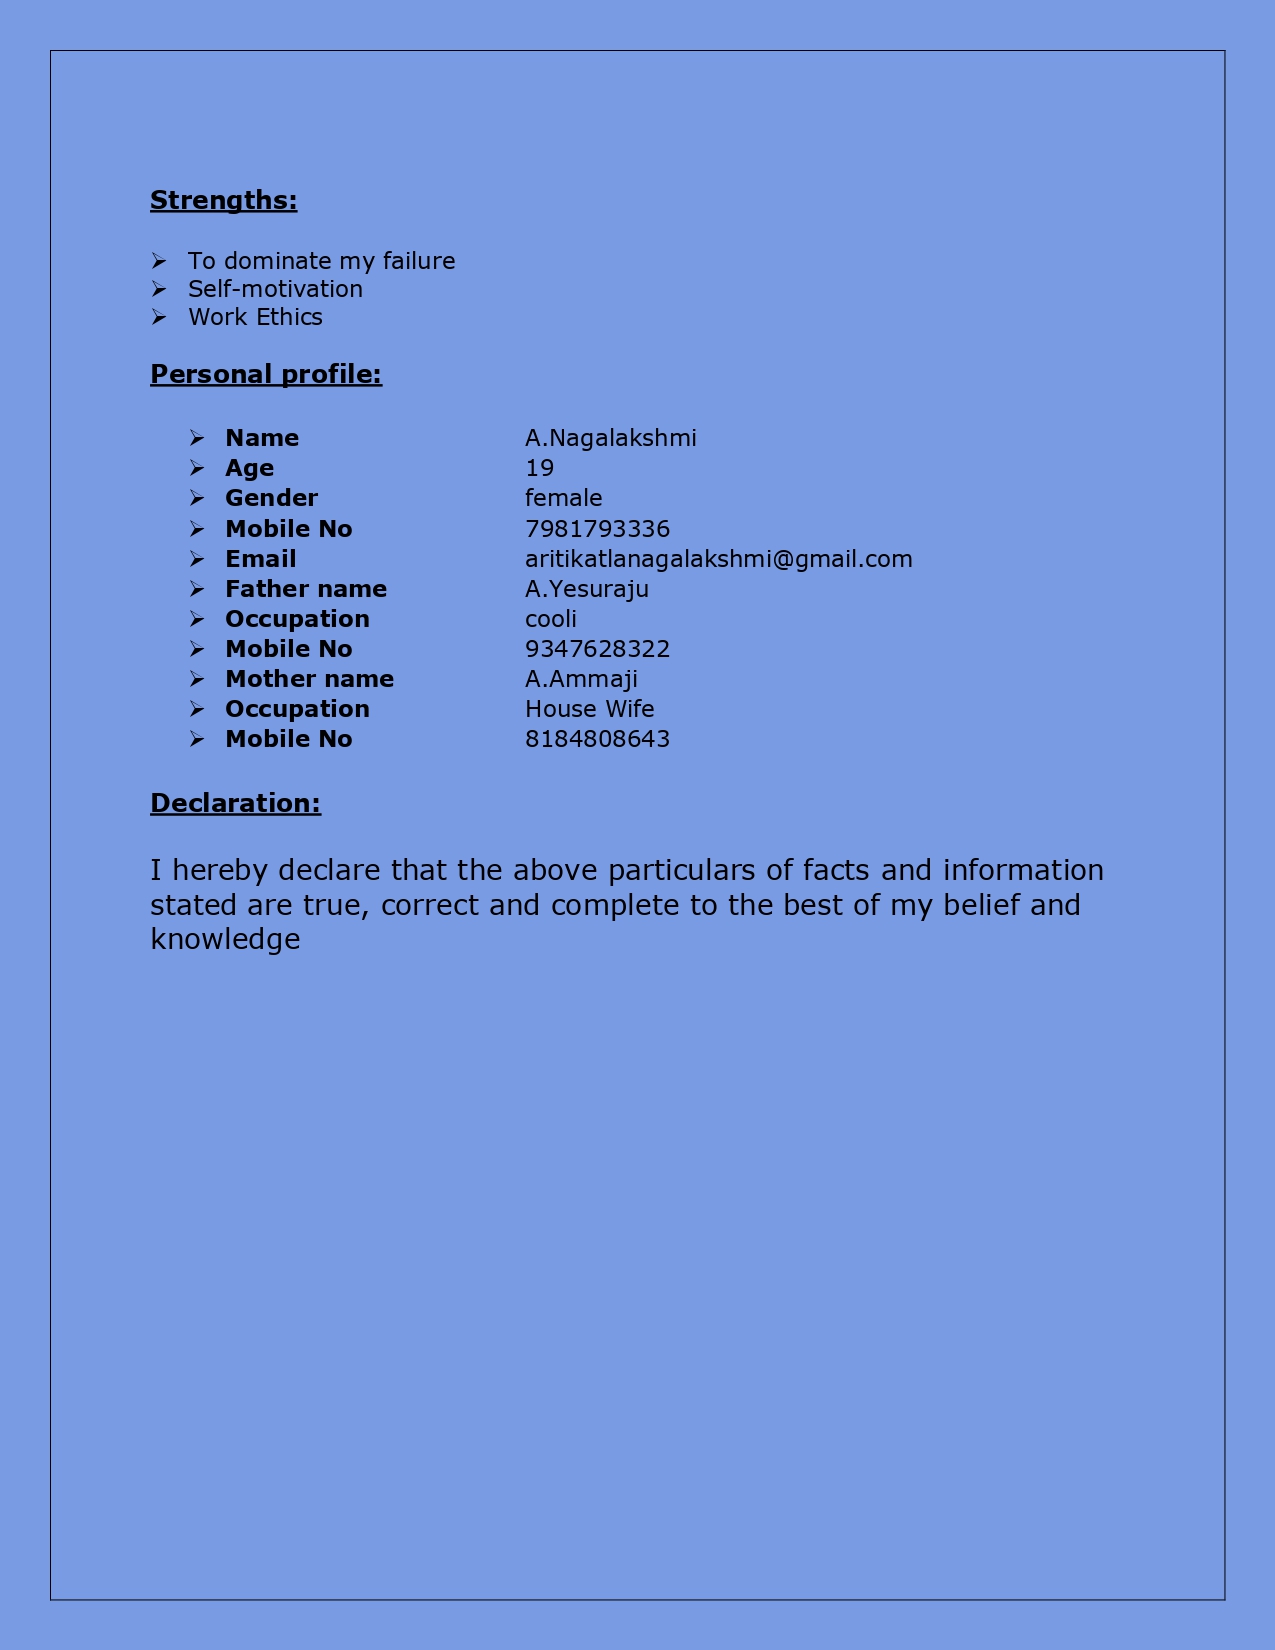 Strengths:
➢ To dominate my failure
➢ Self-motivation
➢ Work Ethics
Personal profile:
➢ Name A.Nagalakshmi
➢ Age 19
➢ Gender female
➢ Mobile No 7981793336
➢ Email aritikatlanagalakshmi@gmail.com
➢ Father name A.Yesuraju
➢ Occupation cooli
➢ Mobile No 9347628322
➢ Mother name A.Ammaji
➢ Occupation House Wife
➢ Mobile No 8184808643
Declaration:
I hereby declare that the above particulars of facts and information
stated are true, correct and complete to the best of my belief and
knowledge